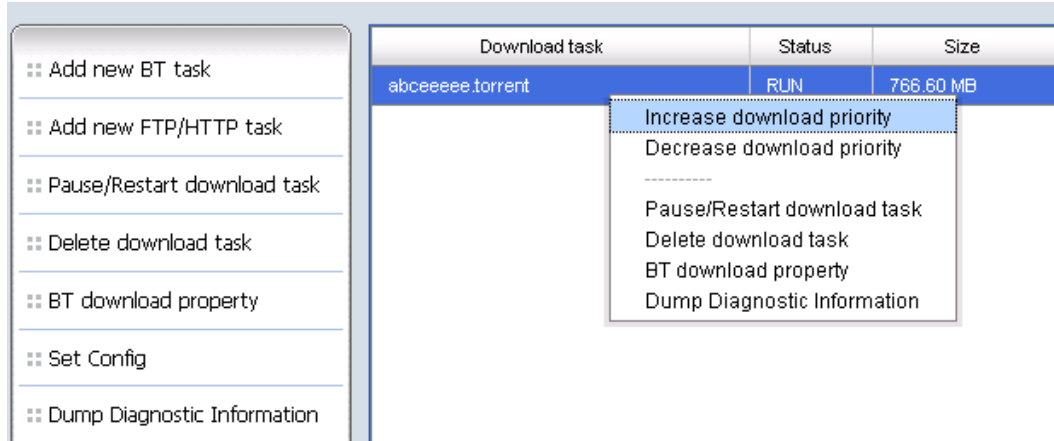 Add new BT task
Add new FTP/HTTP task
Pause/Restart download task
Delete download task
BT download property
Set Config
Dump Diagnostic Information
Download task Status Size
abceeeee.torrent RUN 766.60 MB
Increase download priority
Decrease download priority
----------
Pause/Restart download task
Delete download task
BT download property
Dump Diagnostic Information